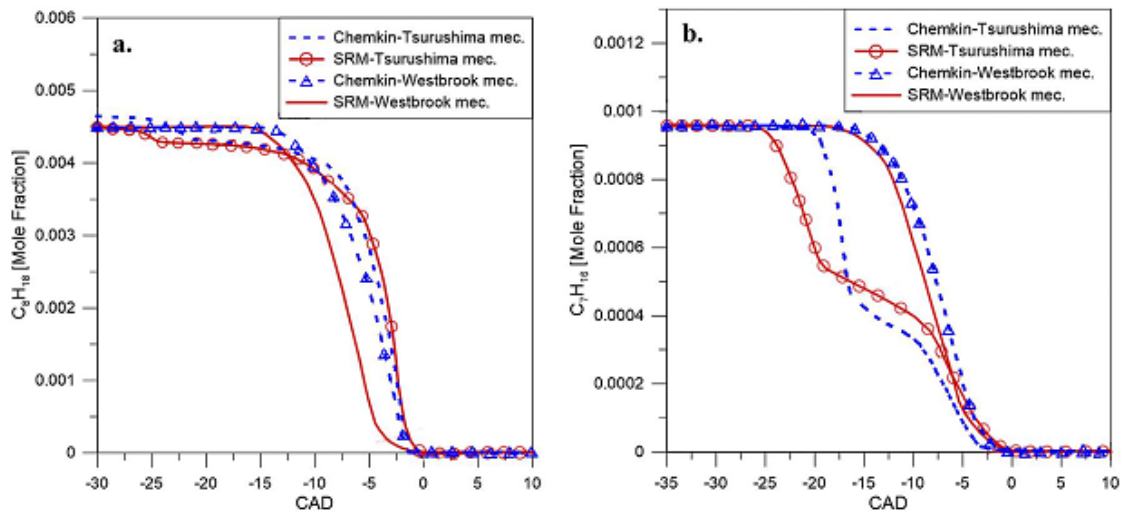 a.
Chemkin-Tsurushima mec.
SRM-Tsurushima mec.
Chemkin-Westbrook mec.
SRM-Westbrook mec.
0.006
0.005
0.004
0.003
0.002
0.001
0
C8H18 [Mole Fraction]
-30 -25 -20 -15 -10 -5 0 5 10
CAD
b.
Chemkin-Tsurushima mec.
SRM-Tsurushima mec.
Chemkin-Westbrook mec.
SRM-Westbrook mec.
0.0012
0.001
0.0008
0.0006
0.0004
0.0002
0
C7H16 [Mole Fraction]
-35 -30 -25 -20 -15 -10 -5 0 5 10
CAD